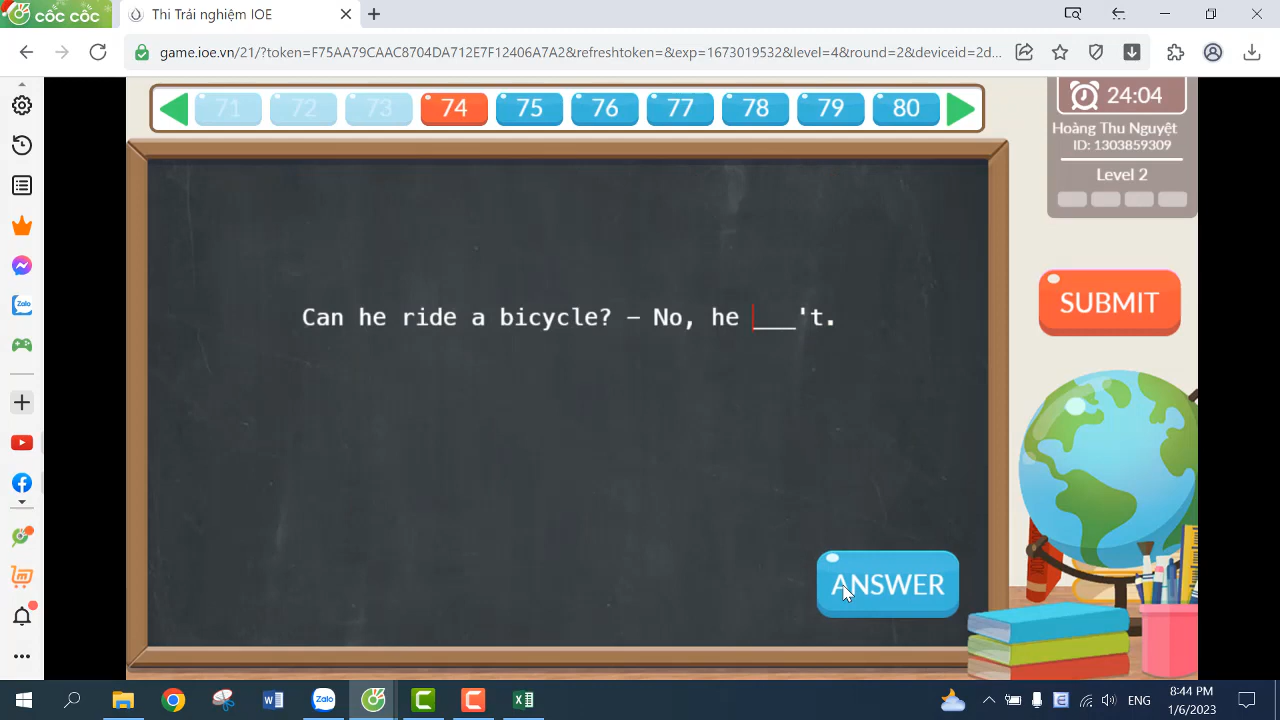 cốc cốc
Thi Trải nghiệm IOE
game.ioe.vn/21/?token=F75AA79CAAC8704DA712E7F12406A7A2&refreshtoken=&exp=1673019532&level=4&round=2&deviceid=2d...
71 72 73 74 75 76 77 78 79 80
24:04
Hoàng Thu Nguyệt
ID: 1303859309
Level 2
Can he ride a bicycle? – No, he ___'t.
SUBMIT
ANSWER
Zalo
Zalo
ENG
8:44 PM
1/6/2023